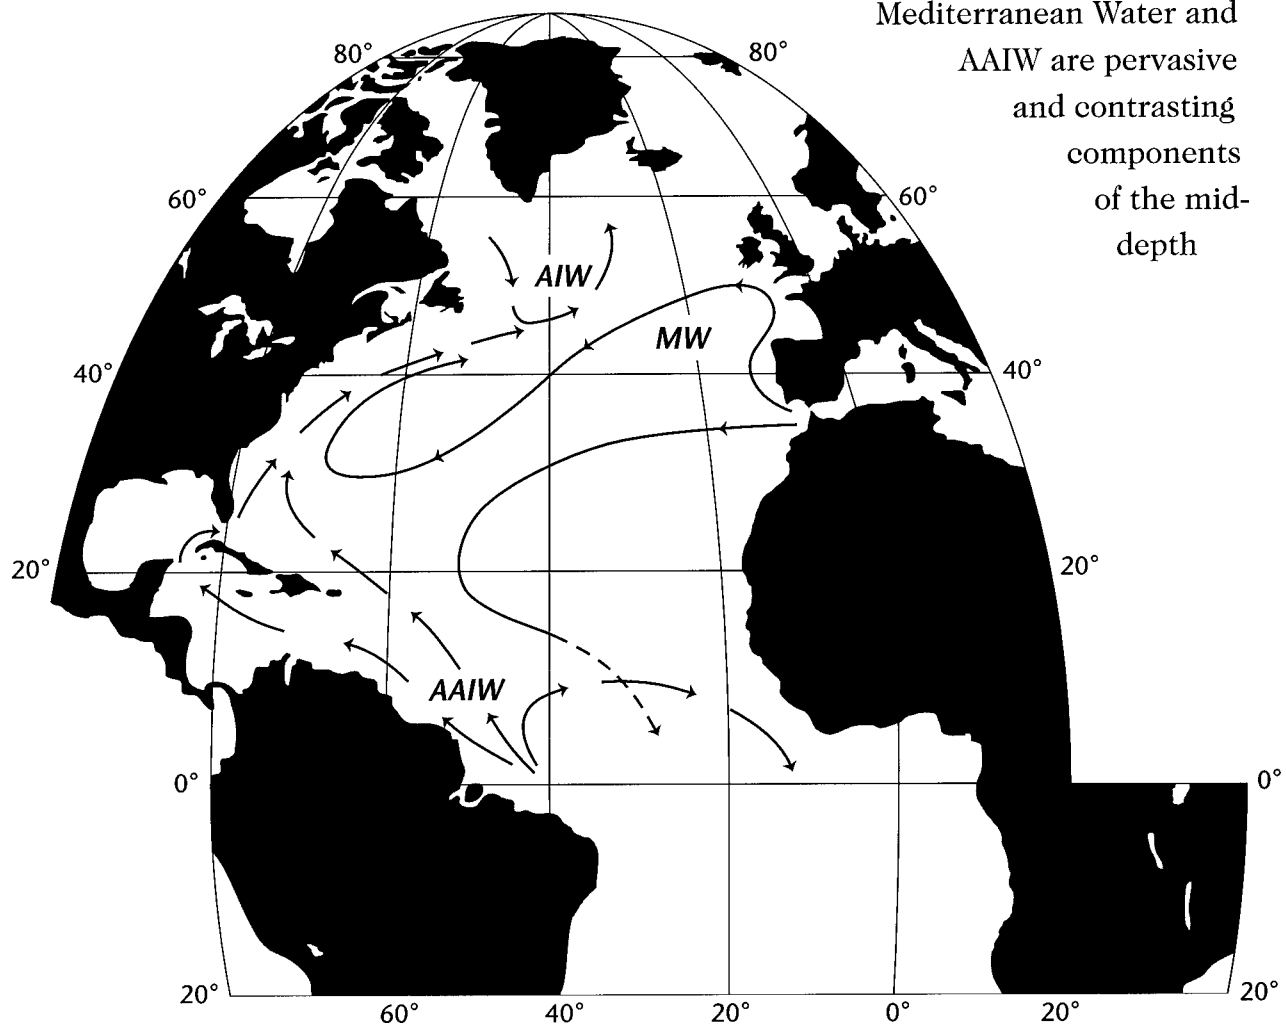 Mediterranean Water and
AAIW are pervasive
and contrasting
components
of the mid-
depth
80° 80°
60° 60°
AIW
MW
40° 40°
20° 20°
AAIW
0° 0°
20° 20°
60° 40° 20° 0° 20°